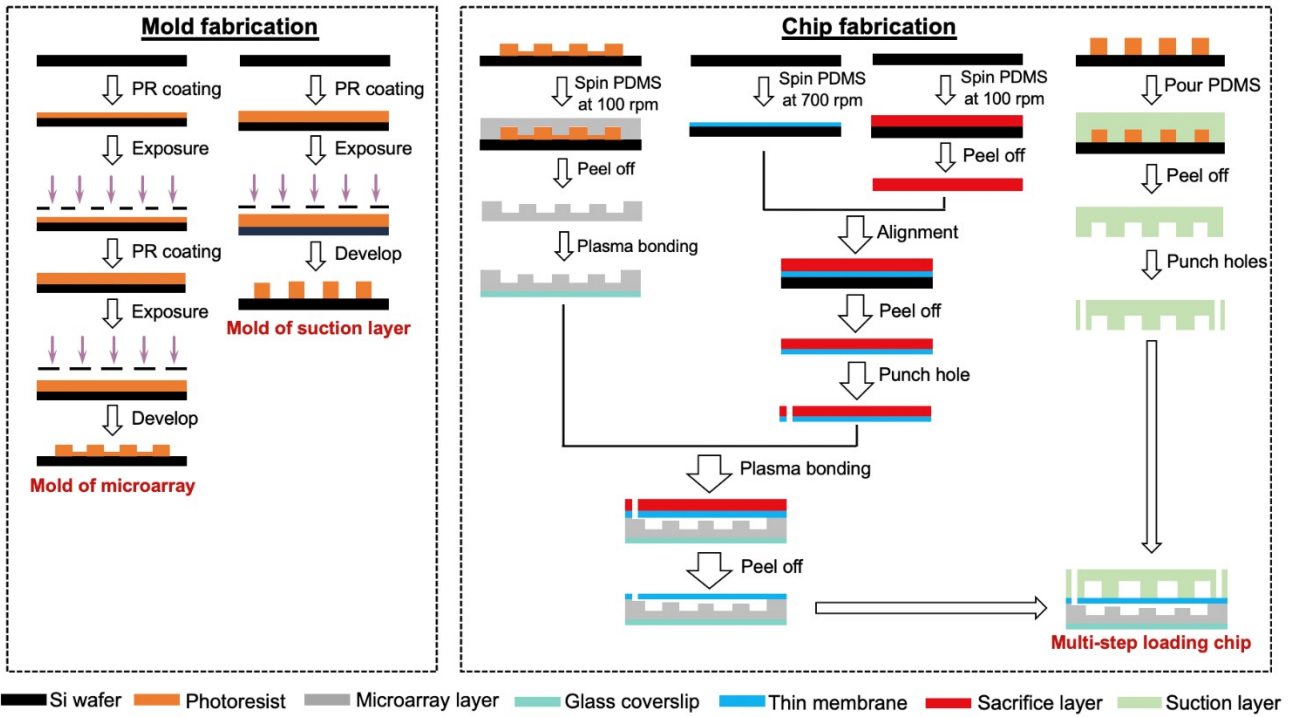 Mold fabrication
PR coating
PR coating
Exposure
Exposure
PR coating
Develop
Exposure
Mold of suction layer
Develop
Mold of microarray
Chip fabrication
Spin PDMS
at 100 rpm
Spin PDMS
at 700 rpm
Spin PDMS
at 100 rpm
Pour PDMS
Peel off
Peel off
Peel off
Plasma bonding
Alignment
Punch holes
Peel off
Punch hole
Plasma bonding
Peel off
Multi-step loading chip
Si wafer
Photoresist
Microarray layer
Glass coverslip
Thin membrane
Sacrifice layer
Suction layer